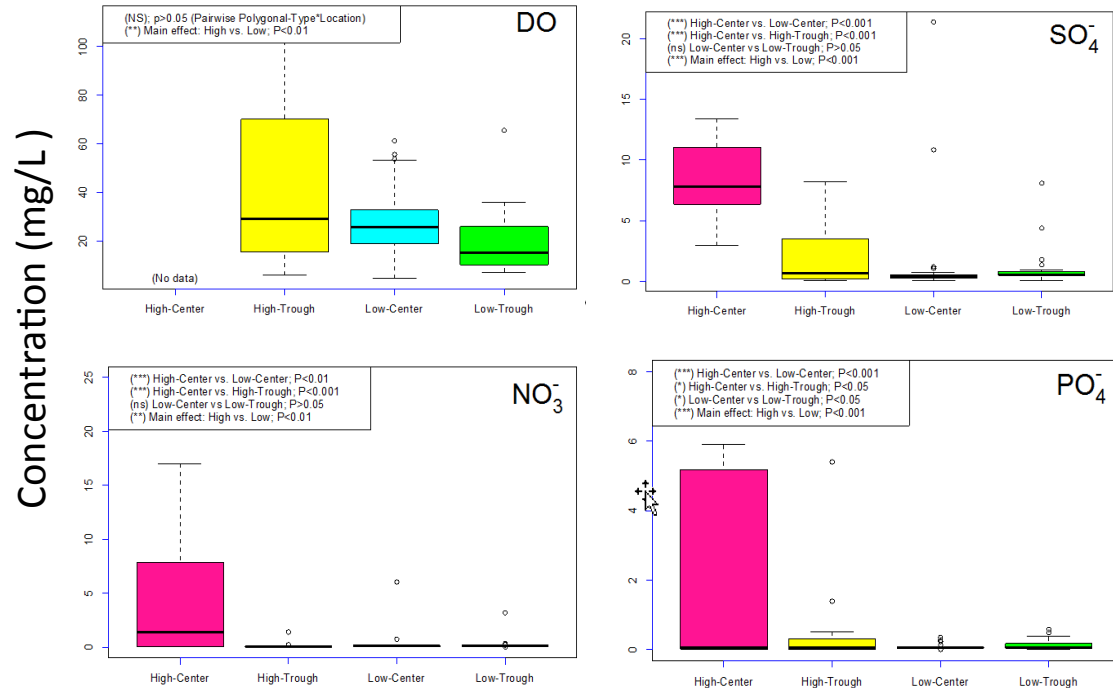 Concentration (mg/L)
(NS); p>0.05 (Pairwise Polygonal-Type*Location)
(**) Main effect: High vs. Low; P<0.01
DO
100
80
60
40
20
(No data)
High-Center High-Trough Low-Center Low-Trough
(***) High-Center vs. Low-Center; P<0.001
(***) High-Center vs. High-Trough; P<0.001
(ns) Low-Center vs Low-Trough; P>0.05
(***) Main effect: High vs. Low; P<0.001
SO4-
20
15
10
5
0
High-Center High-Trough Low-Center Low-Trough
(***) High-Center vs. Low-Center; P<0.01
(***) High-Center vs. High-Trough; P<0.001
(ns) Low-Center vs Low-Trough; P>0.05
(**) Main effect: High vs. Low; P<0.01
NO3-
25
20
15
10
5
0
High-Center High-Trough Low-Center Low-Trough
(***) High-Center vs. Low-Center; P<0.001
(*) High-Center vs. High-Trough; P<0.05
(*) Low-Center vs Low-Trough; P<0.05
(***) Main effect: High vs. Low; P<0.001
PO4-
8
6
4
2
0
High-Center High-Trough Low-Center Low-Trough